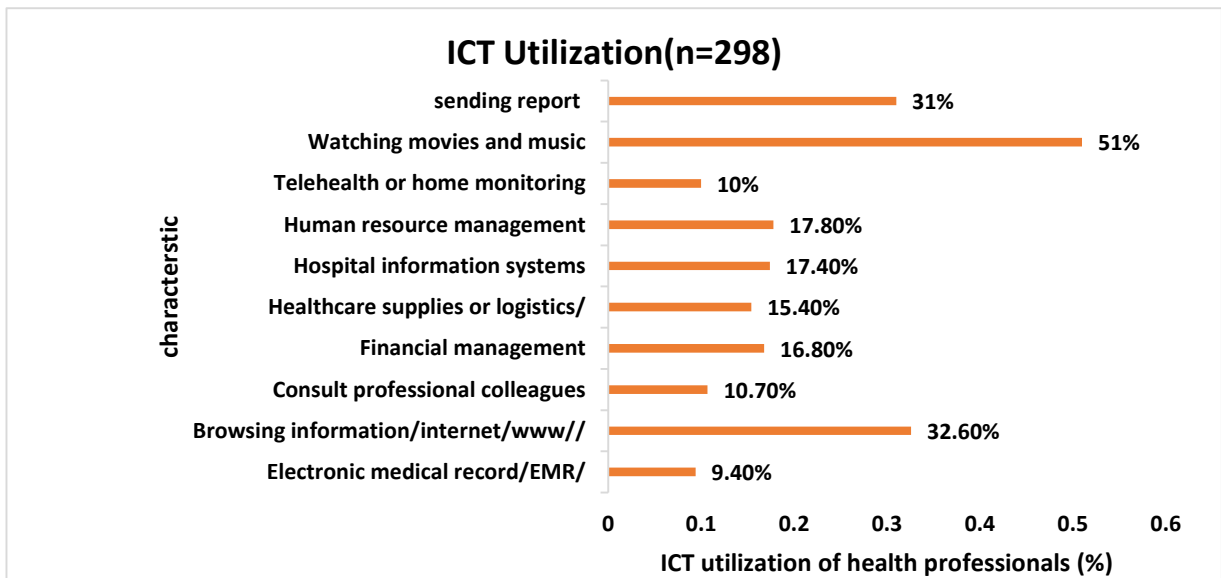 ICT Utilization(n=298)
sending report 31%
Watching movies and music 51%
Telehealth or home monitoring 10%
Human resource management 17.80%
Hospital information systems 17.40%
Healthcare supplies or logistics/ 15.40%
Financial management 16.80%
Consult professional colleagues 10.70%
Browsing information/internet/www// 32.60%
Electronic medical record/EMR/ 9.40%
characterstic
0 0.1 0.2 0.3 0.4 0.5 0.6
ICT utilization of health professionals (%)